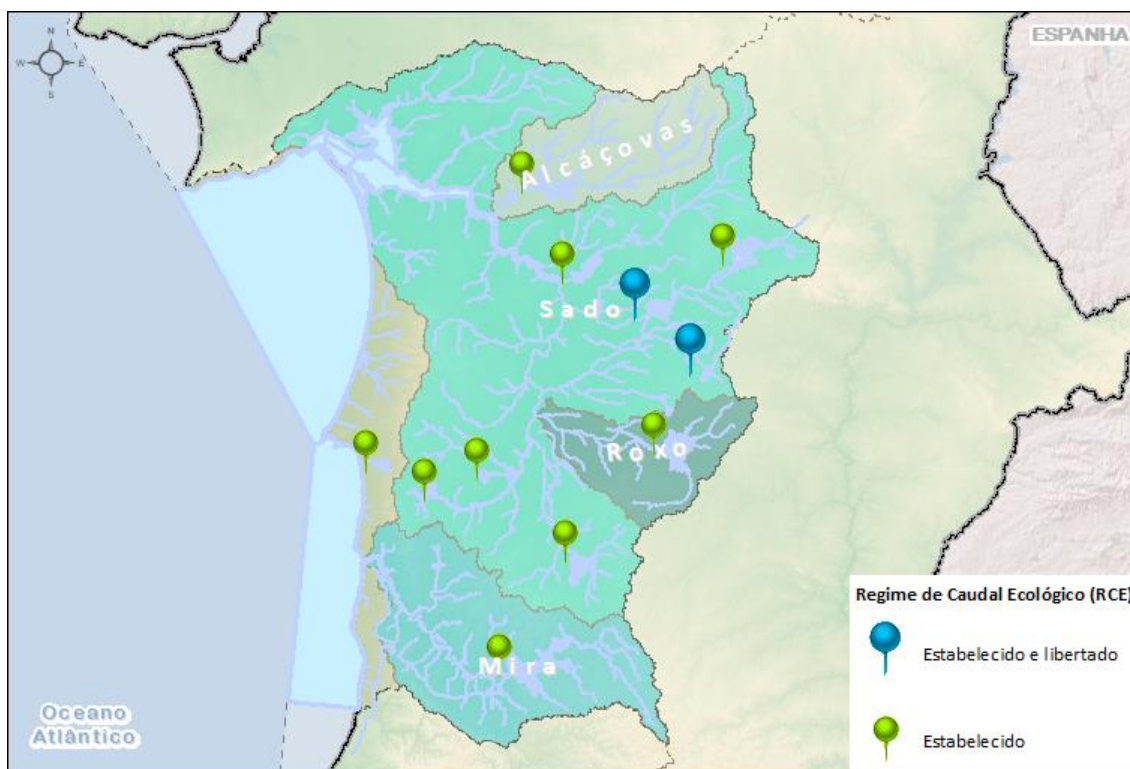 N
W E
S
ESPANHA
Alcáçovas
Sado
Roxo
Mira
Oceano
Atlântico
Regime de Caudal Ecológico (RCE)
Estabelecido e libertado
Estabelecido